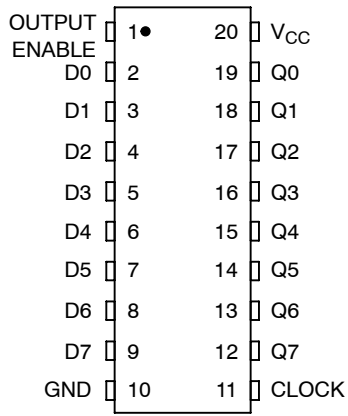 OUTPUT ENABLE 1 20 VCC
D0 2 19 Q0
D1 3 18 Q1
D2 4 17 Q2
D3 5 16 Q3
D4 6 15 Q4
D5 7 14 Q5
D6 8 13 Q6
D7 9 12 Q7
GND 10 11 CLOCK